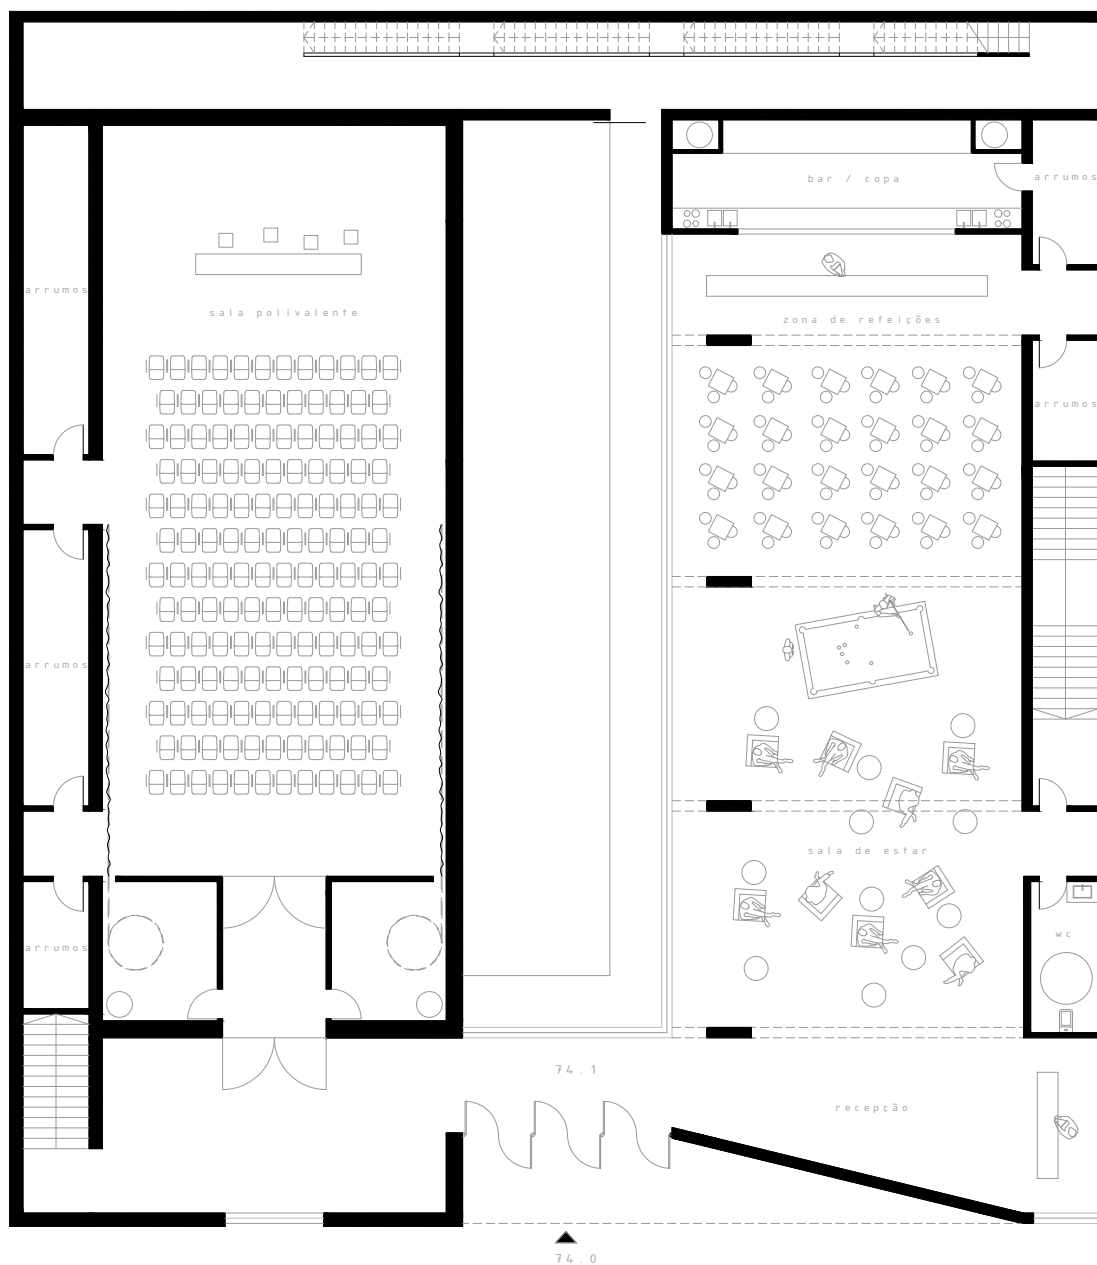 bar / copa
arrumos
arrumos
sala polivalente
zona de refeições
arrumos
arrumos
sala de estar
wc
arrumos
74.1
recepção
74.0